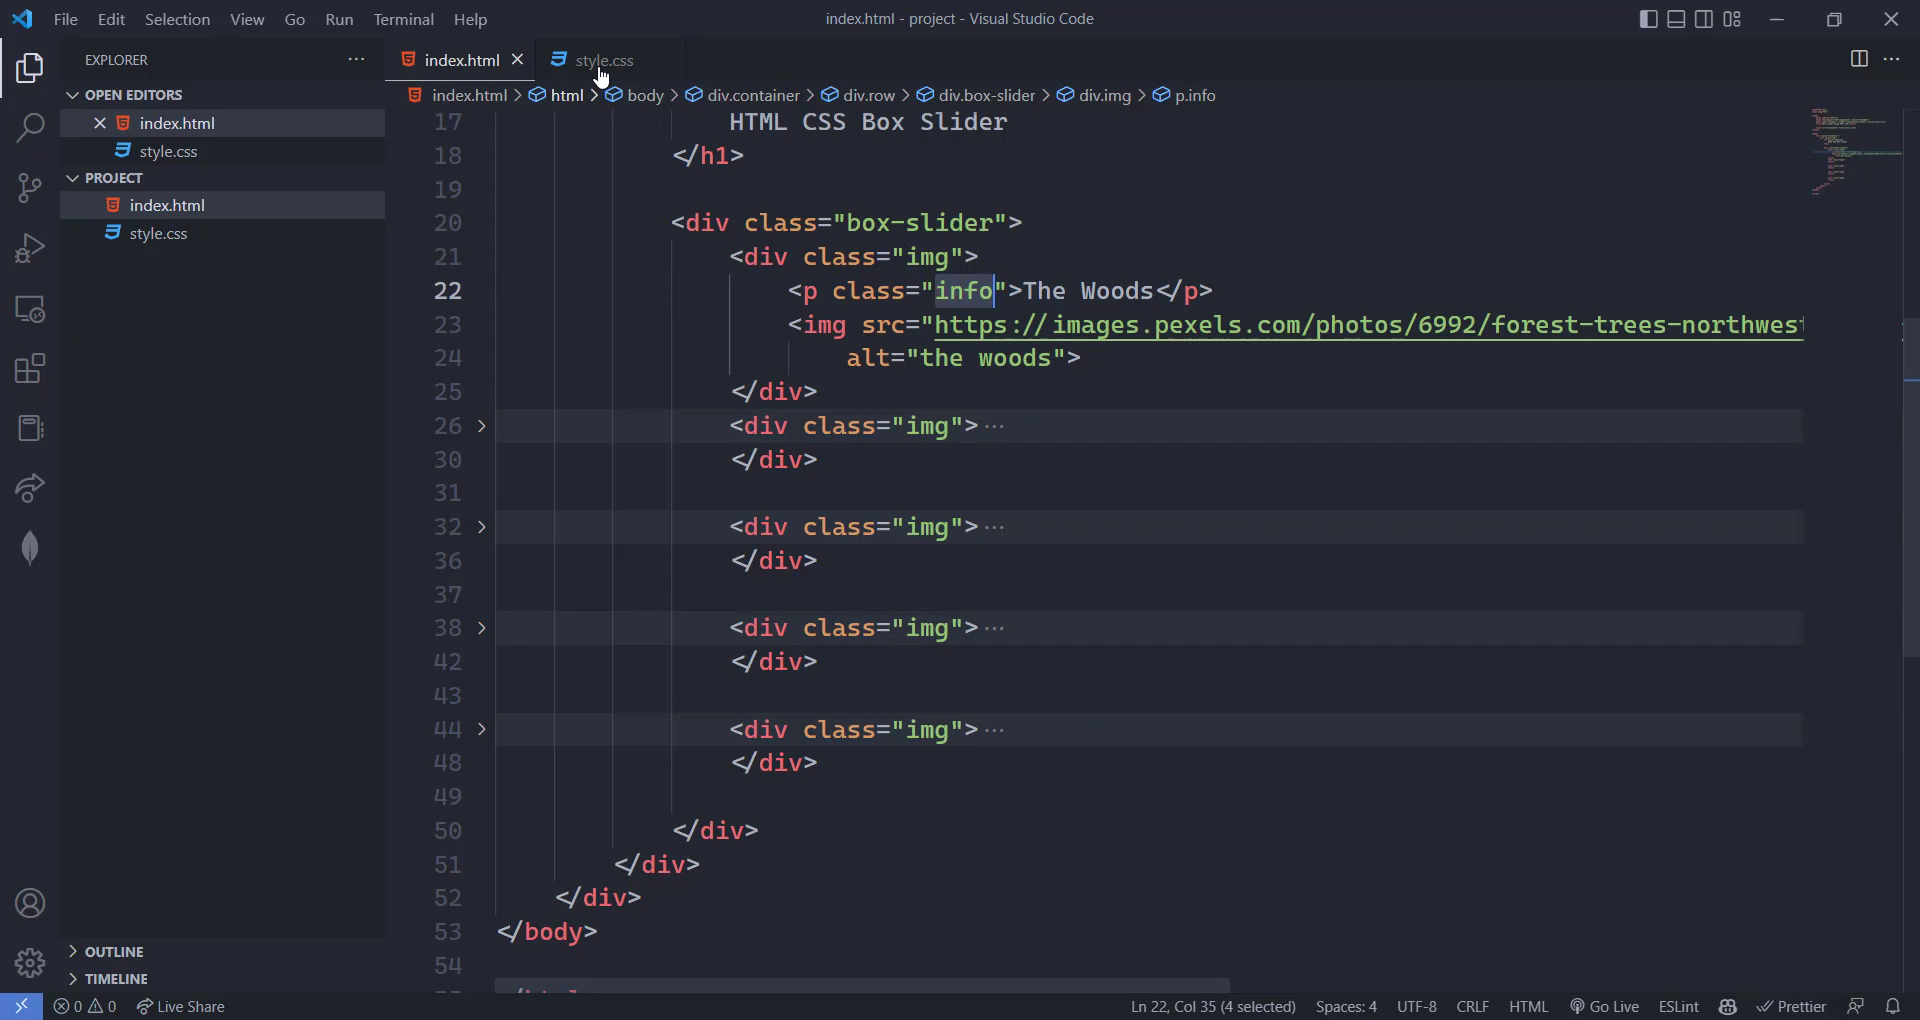 File Edit Selection View Go Run Terminal Help
index.html - project - Visual Studio Code
EXPLORER
OPEN EDITORS
index.html
style.css
PROJECT
index.html
style.css
OUTLINE
TIMELINE
index.html
style.css
index.html > html > body > div.container > div.row > div.box-slider > div.img > p.info
17 HTML CSS Box Slider
18 </h1>
19
20 <div class="box-slider">
21 <div class="img">
22 <p class="info">The Woods</p>
23 <img src="https://images.pexels.com/photos/6992/forest-trees-northwest
24 alt="the woods">
25 </div>
26 <div class="img">···
30 </div>
31
32 <div class="img">···
36 </div>
37
38 <div class="img">···
42 </div>
43
44 <div class="img">···
48 </div>
49
50 </div>
51 </div>
52 </div>
53 </body>
54
0 0 Live Share
Ln 22, Col 35 (4 selected) Spaces: 4 UTF-8 CRLF HTML Go Live ESLint Prettier